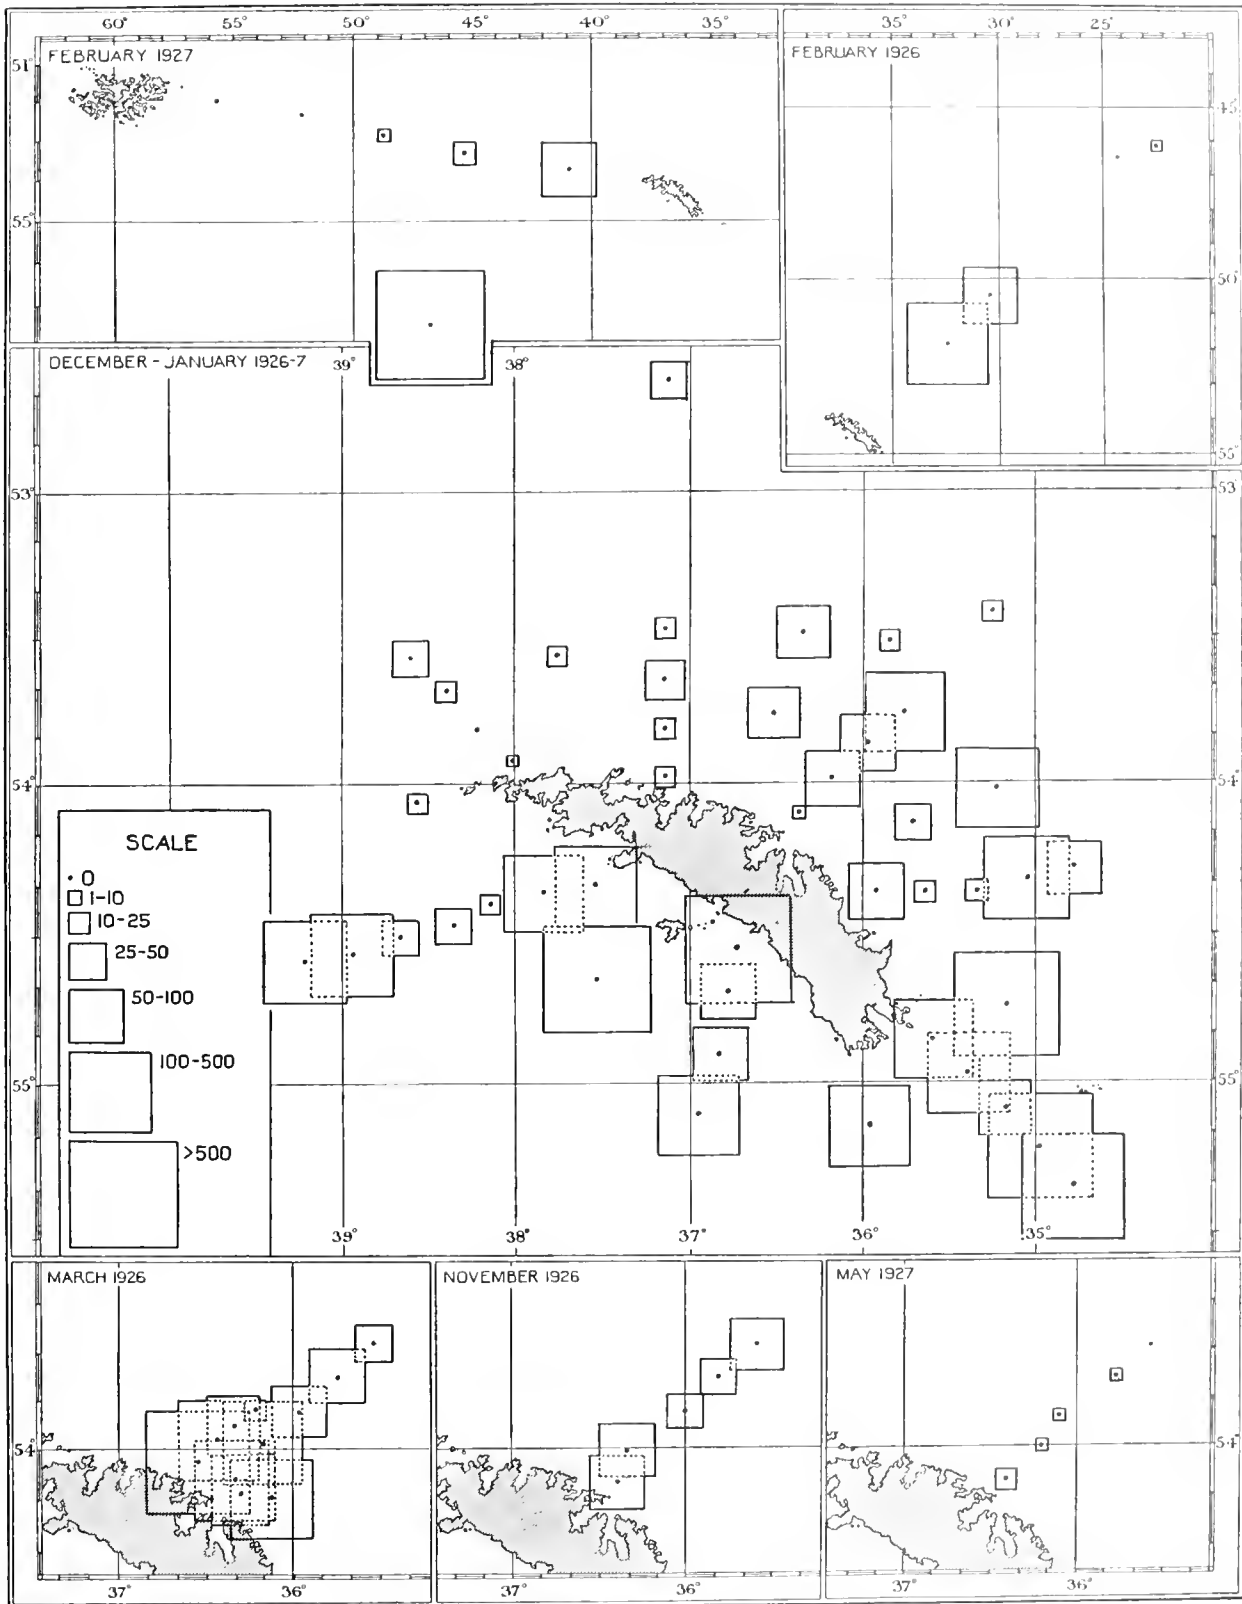 60° 55° 50° 45° 40° 35°
35° 30° 25°
FEBRUARY 1927
FEBRUARY 1926
51°
45°
55°
50°
DECEMBER - JANUARY 1926-7
39° 38°
55°
53° 53°
54° 54°
SCALE
0
1-10
10-25
25-50
50-100
100-500
>500
55° 55°
39° 38° 37° 36° 35°
MARCH 1926
NOVEMBER 1926
MAY 1927
54° 54° 54° 54°
37° 36° 37° 36° 37° 36°